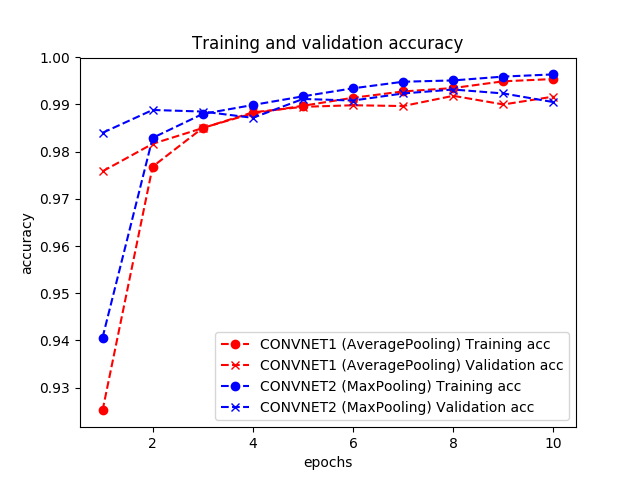 Training and validation accuracy
1.00
0.99
0.98
0.97
0.96
0.95
0.94
0.93
accuracy
CONVNET1 (AveragePooling) Training acc
CONVNET1 (AveragePooling) Validation acc
CONVNET2 (MaxPooling) Training acc
CONVNET2 (MaxPooling) Validation acc
2 4 6 8 10
epochs